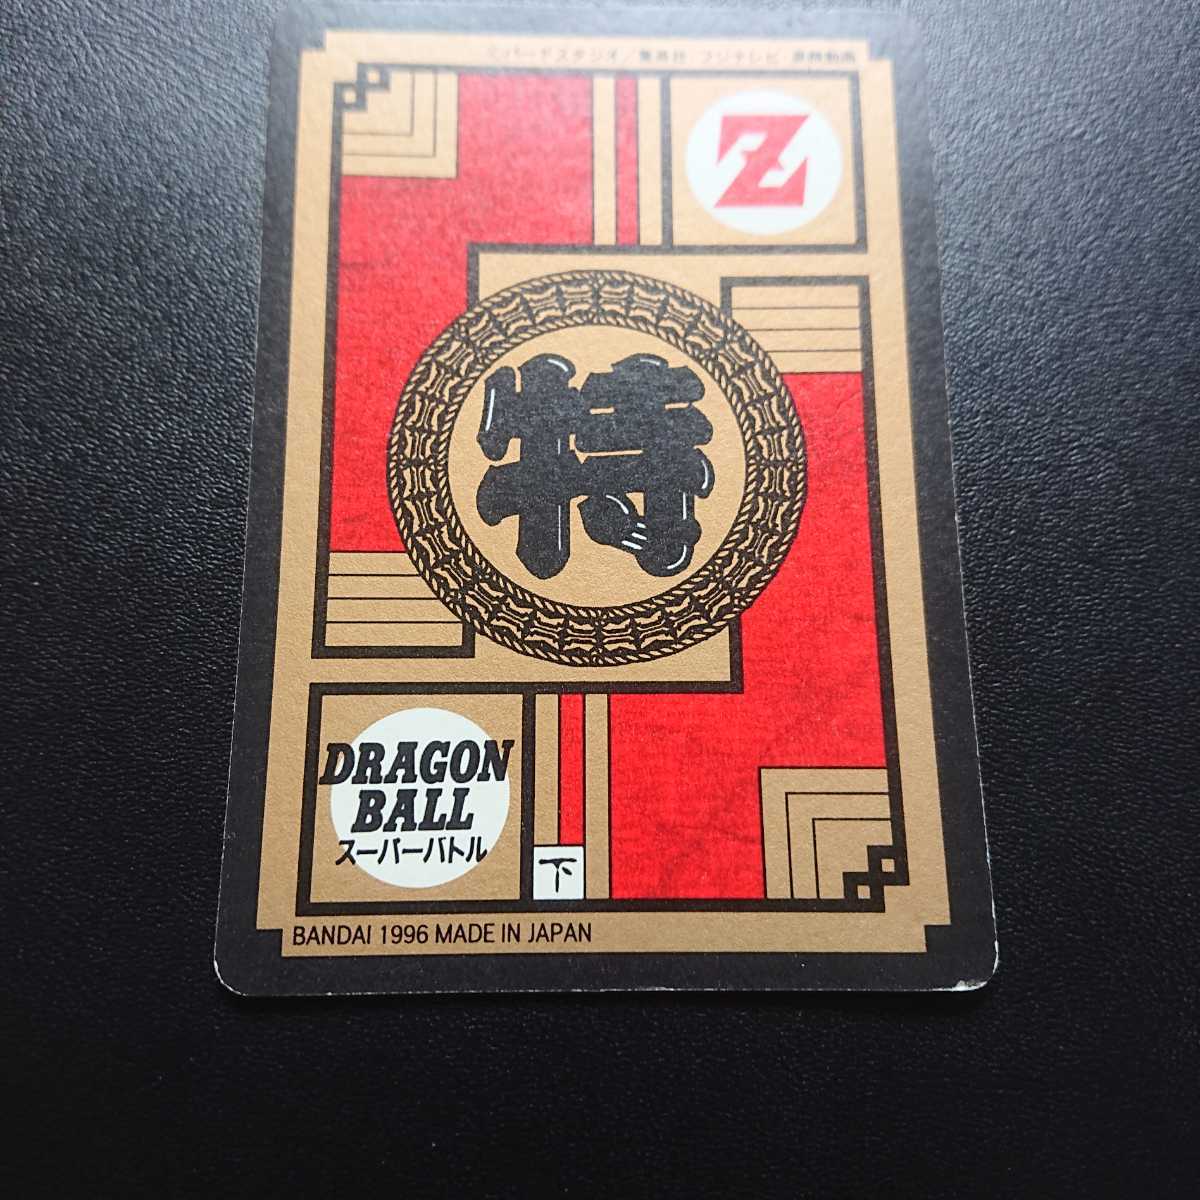 ©バードスタジオ／集英社・フジテレビ・東映動画
Z
特
DRAGON
BALL
スーパーバトル
下
BANDAI 1996 MADE IN JAPAN